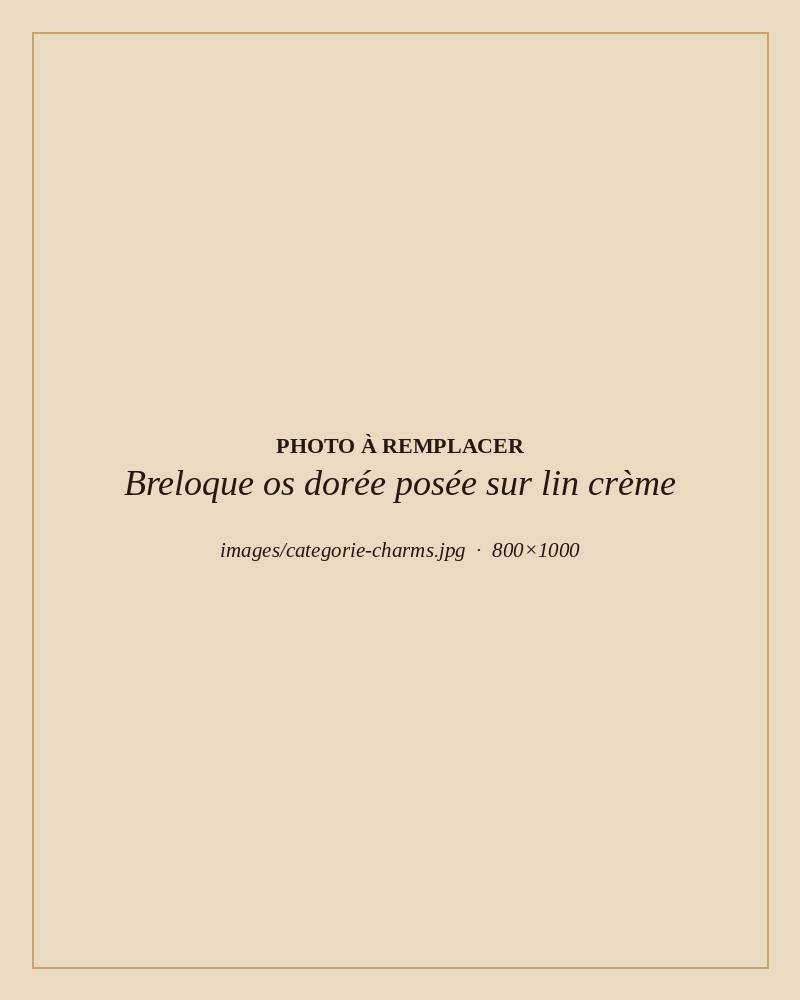 PHOTO À REMPLACER
Breloque os dorée posée sur lin crème
images/categorie-charms.jpg · 800×1000